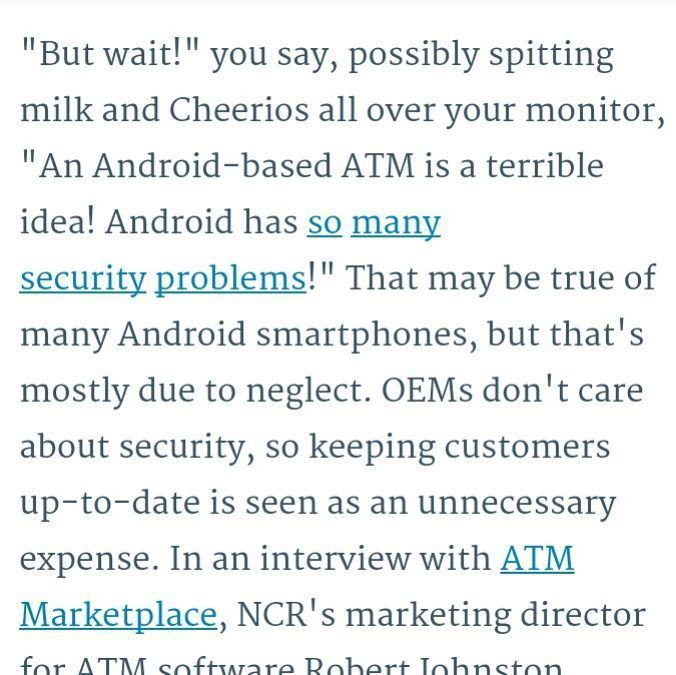 "But wait!" you say, possibly spitting
milk and Cheerios all over your monitor,
"An Android-based ATM is a terrible
idea! Android has so many
security problems!" That may be true of
many Android smartphones, but that's
mostly due to neglect. OEMs don't care
about security, so keeping customers
up-to-date is seen as an unnecessary
expense. In an interview with ATM
Marketplace, NCR's marketing director
for ATM software Robert Johnston